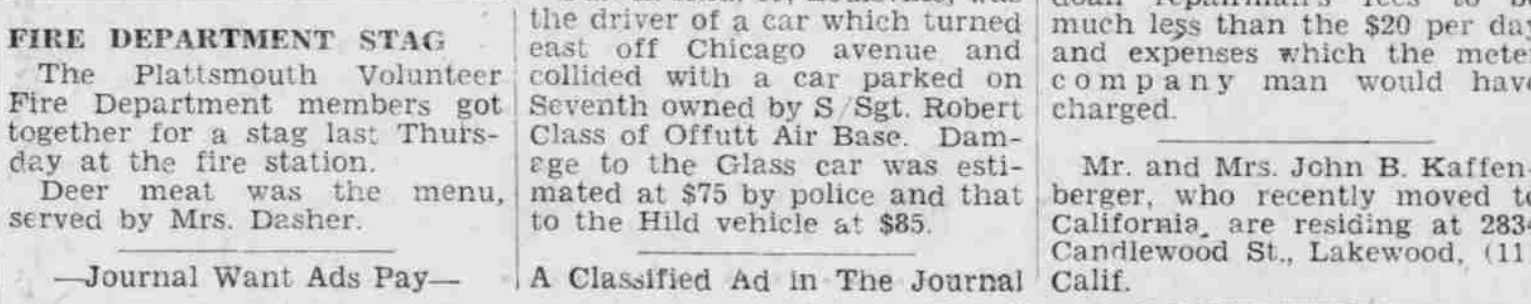 FIRE DEPARTMENT STAG
The Plattsmouth Volunteer
Fire Department members got
together for a stag last Thurs-
day at the fire station.
Deer meat was the menu,
served by Mrs. Dasher.
—Journal Want Ads Pay—
the driver of a car which turned
east off Chicago avenue and
collided with a car parked on
Seventh owned by S/Sgt. Robert
Class of Offutt Air Base. Dam-
age to the Glass car was esti-
mated at $75 by police and that
to the Hild vehicle at $85.
A Classified Ad in The Journal
much less than the $20 per day
and expenses which the meter
company man would have
charged.
Mr. and Mrs. John B. Kaffen-
berger, who recently moved to
California, are residing at 2834
Candlewood St., Lakewood, (11)
Calif.